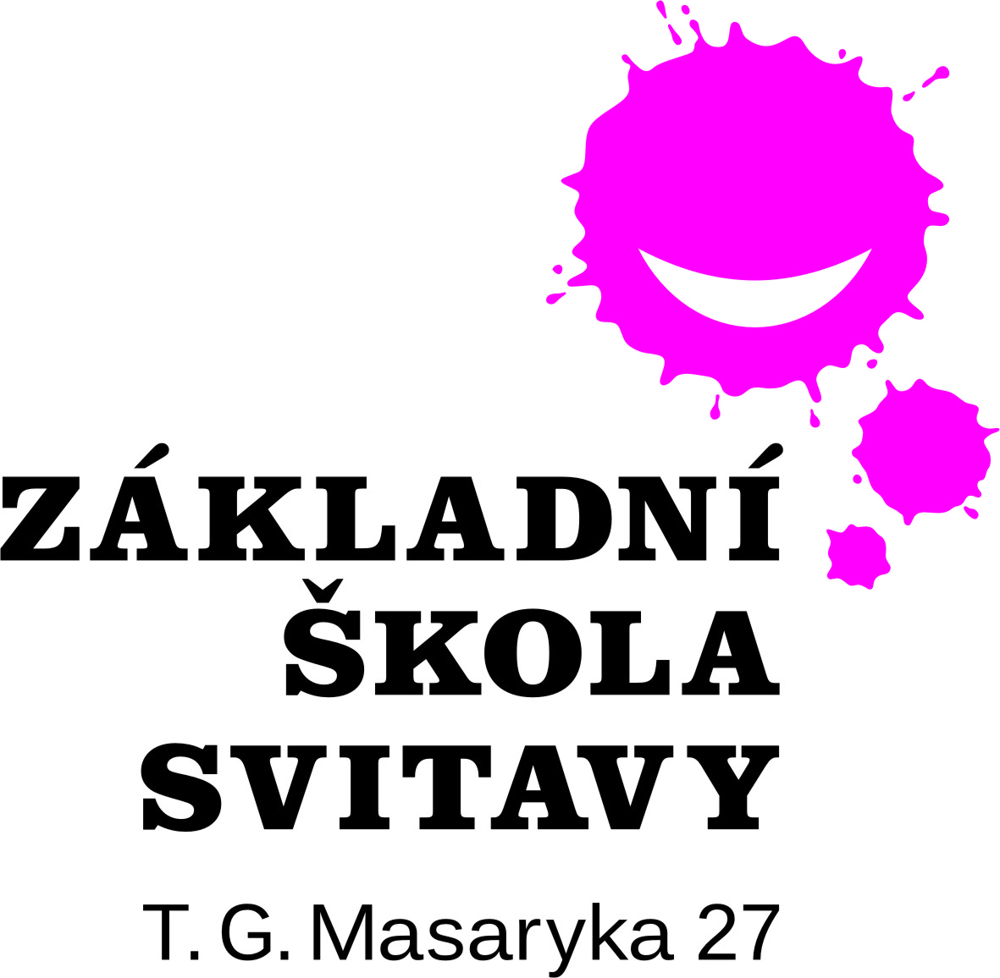 ZÁKLADNÍ
ŠKOLA
SVITAVY
T. G. Masaryka 27